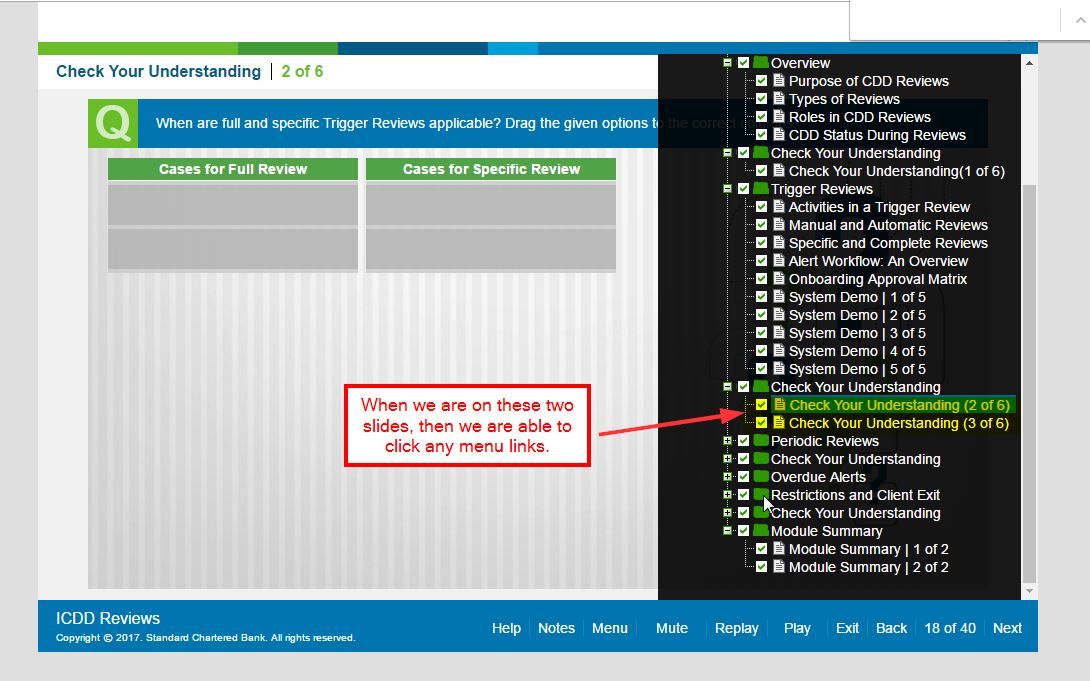 Check Your Understanding | 2 of 6
Q
When are full and specific Trigger Reviews applicable? Drag the given options to the correct
Cases for Full Review
Cases for Specific Review
When we are on these two
slides, then we are able to
click any menu links.
Overview
Purpose of CDD Reviews
Types of Reviews
Roles in CDD Reviews
CDD Status During Reviews
Check Your Understanding
Check Your Understanding(1 of 6)
Trigger Reviews
Activities in a Trigger Review
Manual and Automatic Reviews
Specific and Complete Reviews
Alert Workflow: An Overview
Onboarding Approval Matrix
System Demo | 1 of 5
System Demo | 2 of 5
System Demo | 3 of 5
System Demo | 4 of 5
System Demo | 5 of 5
Check Your Understanding
Check Your Understanding (2 of 6)
Check Your Understanding (3 of 6)
Periodic Reviews
Check Your Understanding
Overdue Alerts
Restrictions and Client Exit
Check Your Understanding
Module Summary
Module Summary | 1 of 2
Module Summary | 2 of 2
ICDD Reviews
Copyright © 2017. Standard Chartered Bank. All rights reserved.
Help Notes Menu Mute Replay Play Exit Back 18 of 40 Next